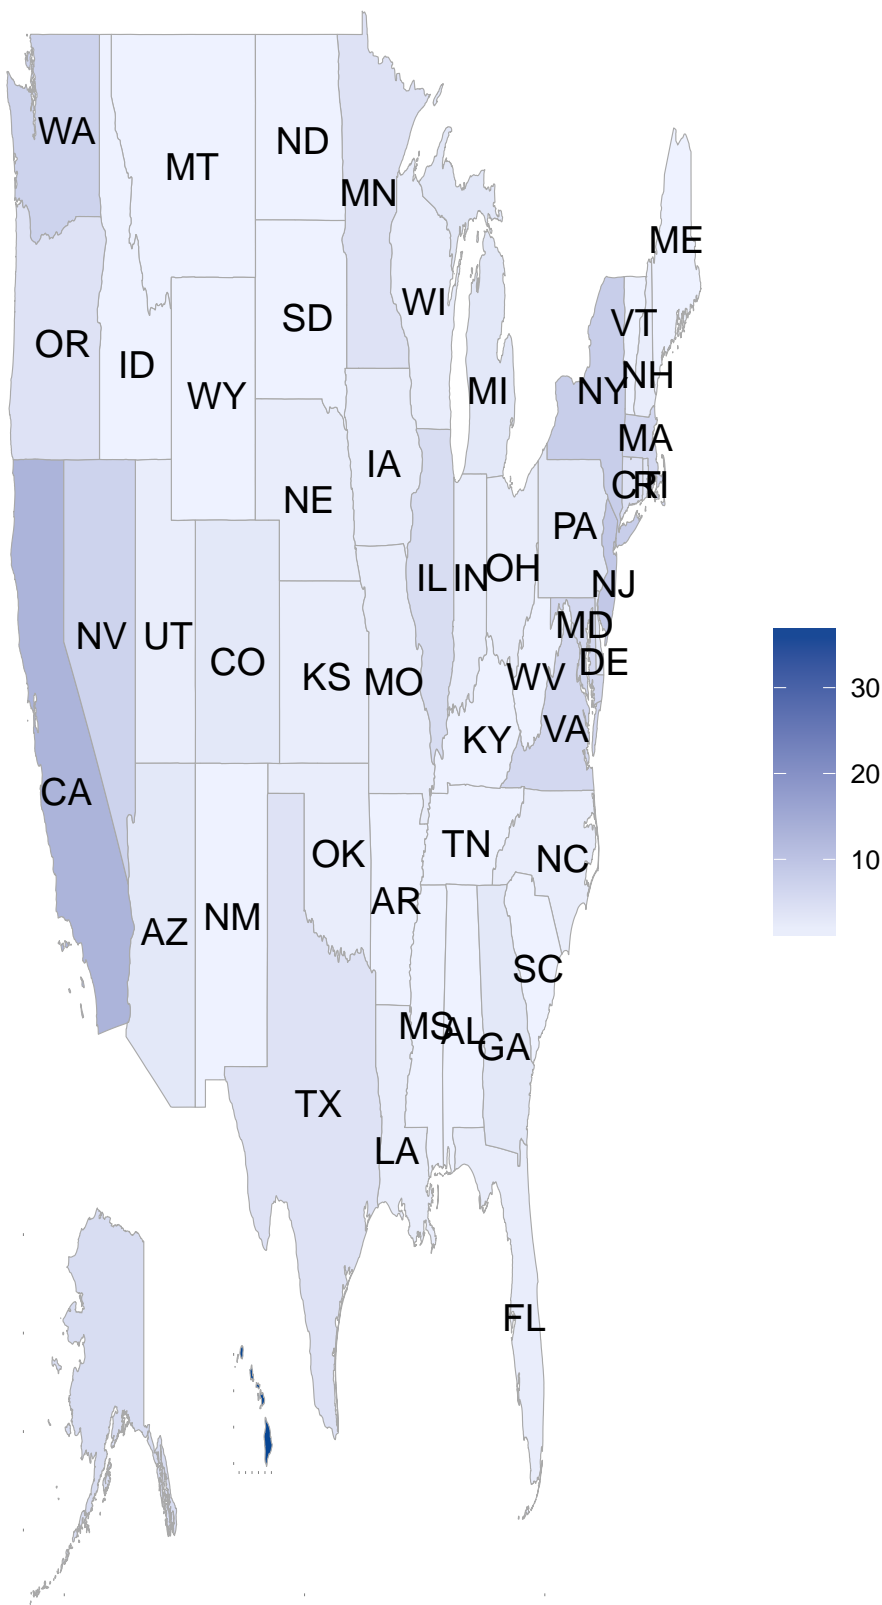 WA
MT
ND
MN
ME
WI
SD
VT
OR
ID
NH
WY
MI
NY
MA
IA
CT
RI
NE
PA
OH
IL
IN
NJ
MD
NV
UT
CO
DE
KS
MO
WV
30
VA
KY
20
CA
TN
OK
NC
10
AR
NM
AZ
SC
MS
AL
GA
TX
LA
FL